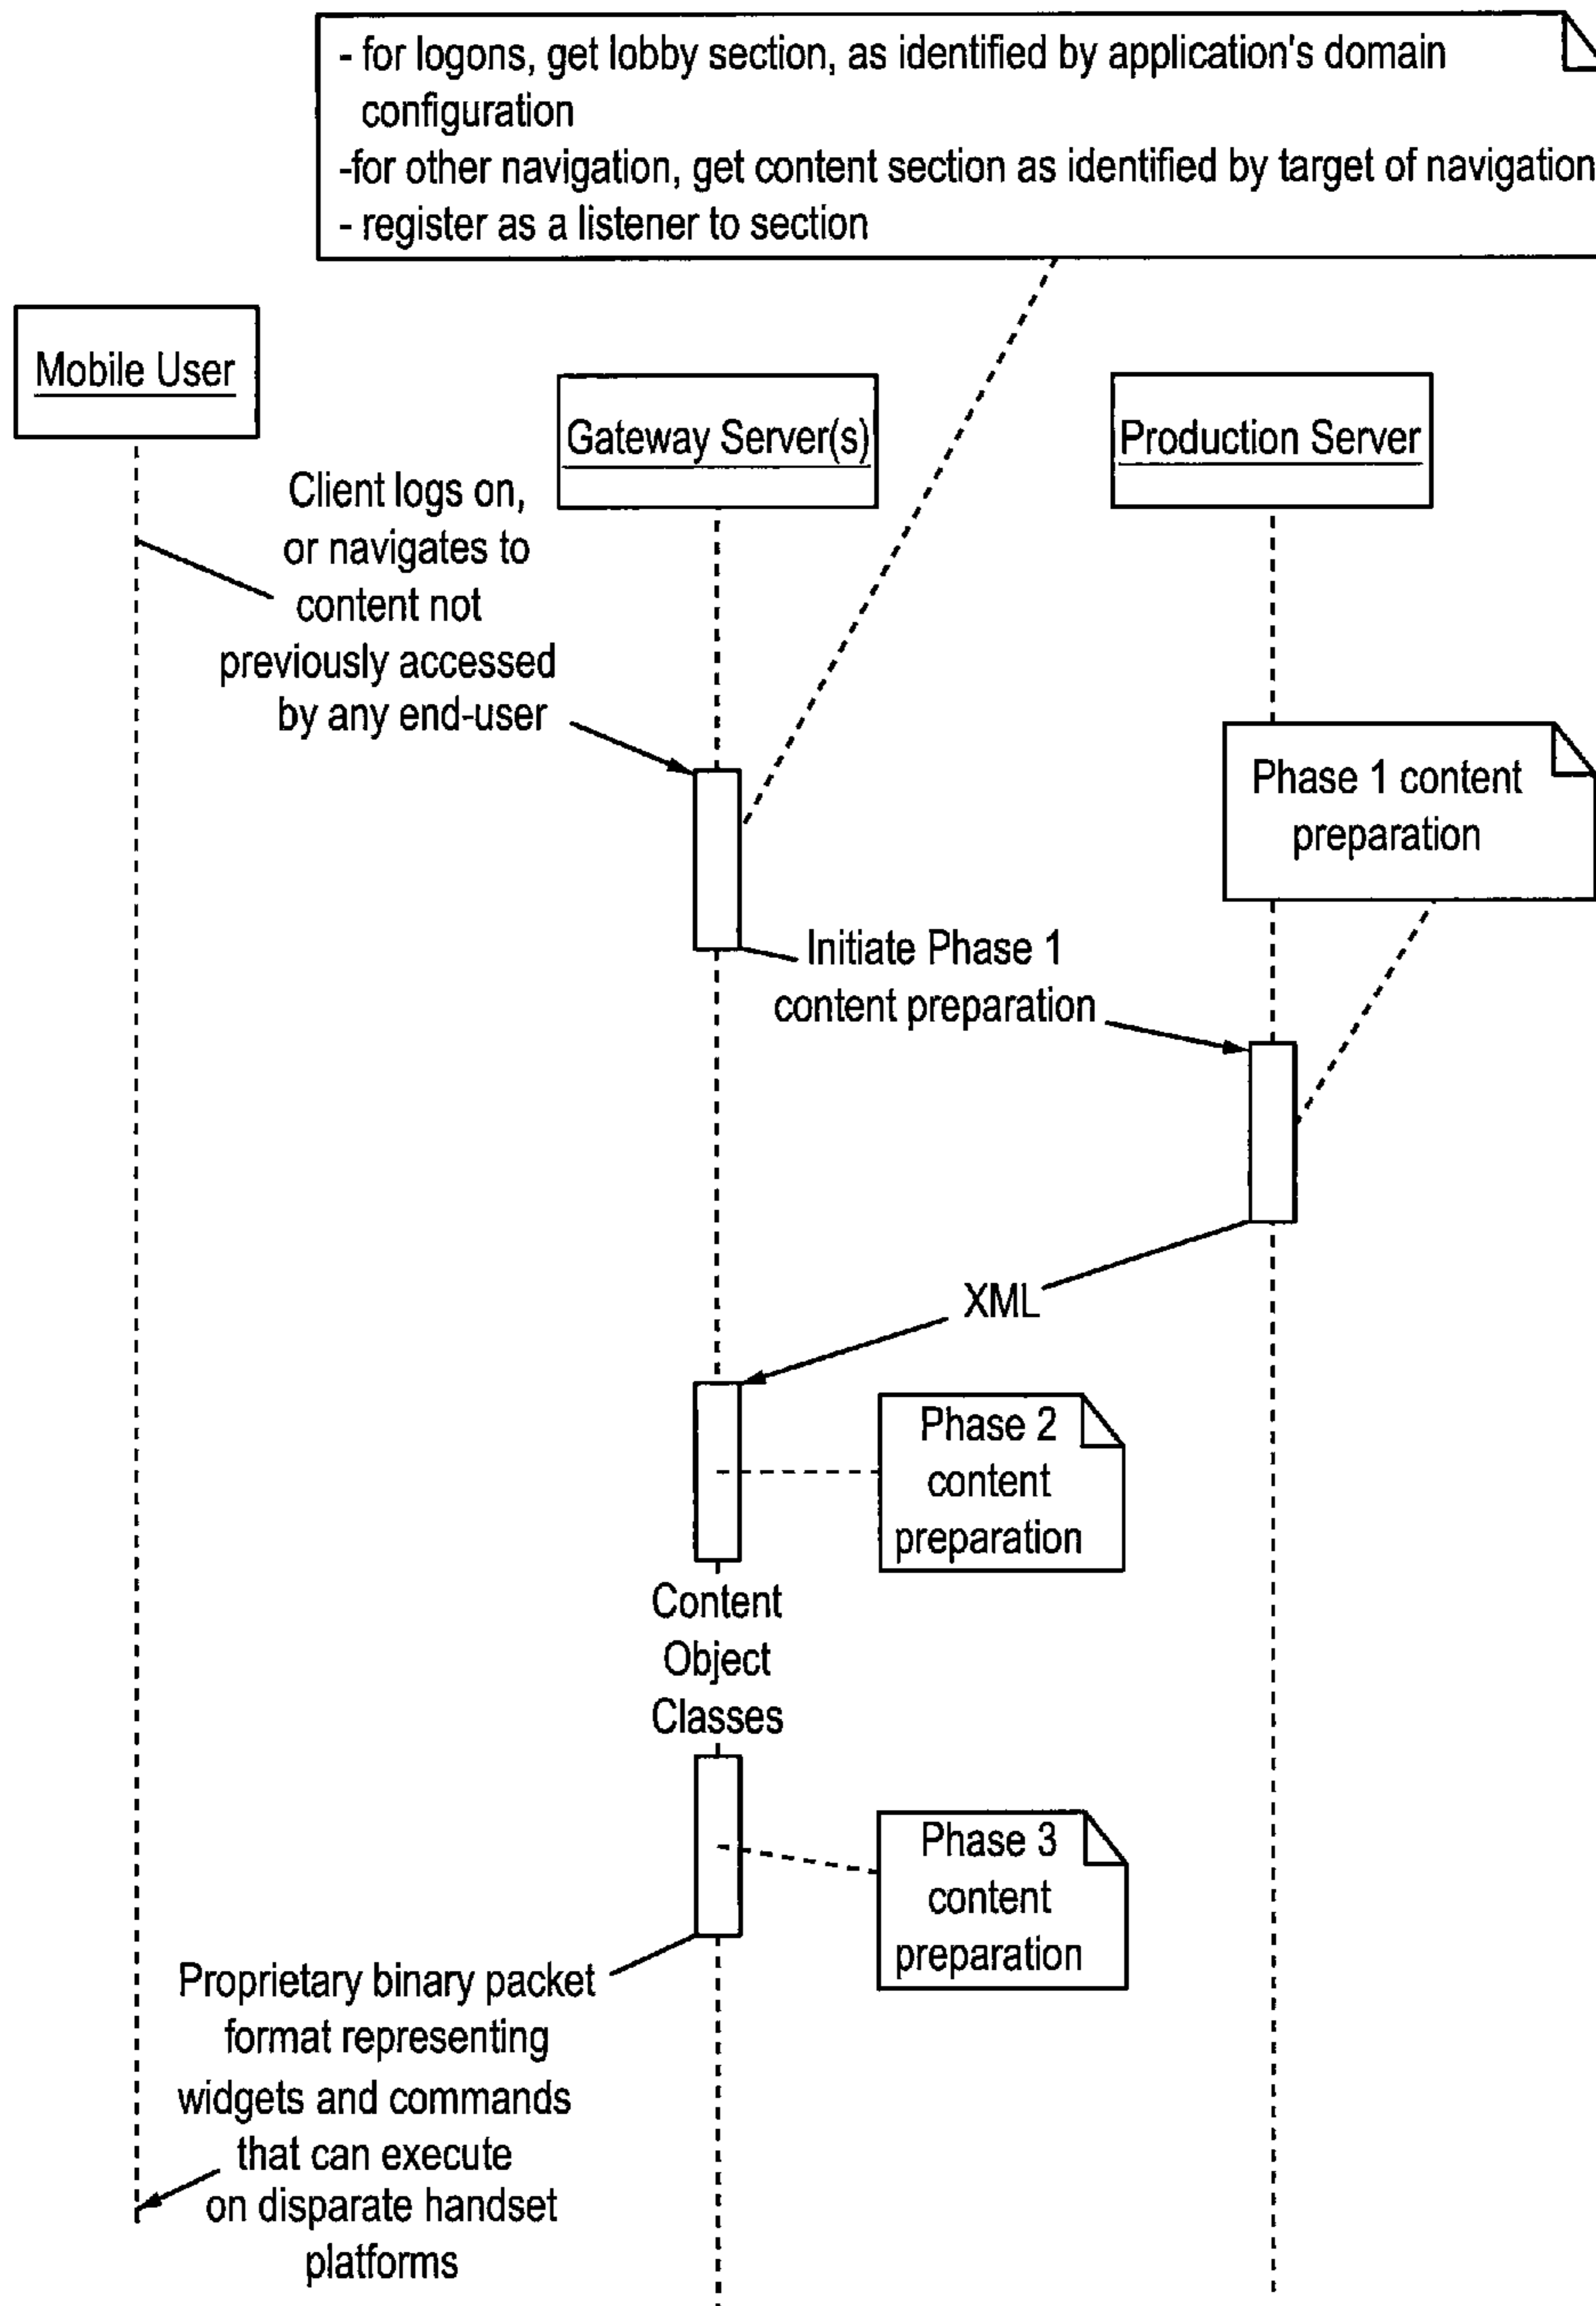 - for logons, get lobby section, as identified by application's domain
configuration
-for other navigation, get content section as identified by target of navigation
- register as a listener to section
Mobile User
Gateway Server(s)
Production Server
Client logs on,
or navigates to
content not
previously accessed
by any end-user
Phase 1 content
preparation
Initiate Phase 1
content preparation
XML
Phase 2
content
preparation
Content
Object
Classes
Phase 3
content
preparation
Proprietary binary packet
format representing
widgets and commands
that can execute
on disparate handset
platforms